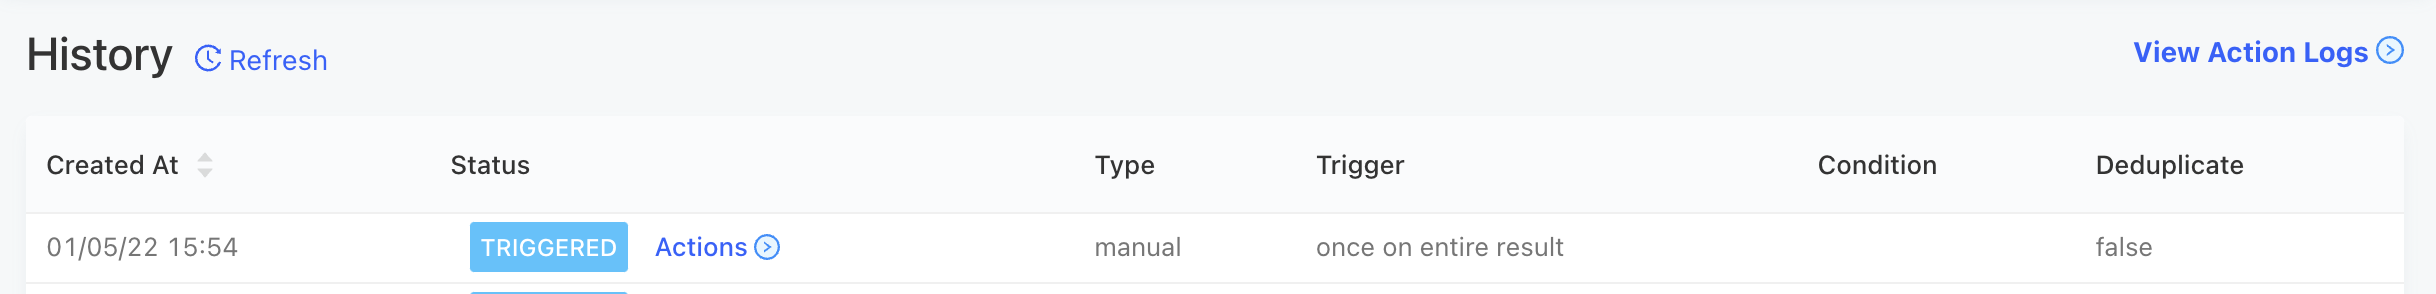 History Refresh View Action Logs
Created At Status Type Trigger Condition Deduplicate
01/05/22 15:54 TRIGGERED Actions manual once on entire result false